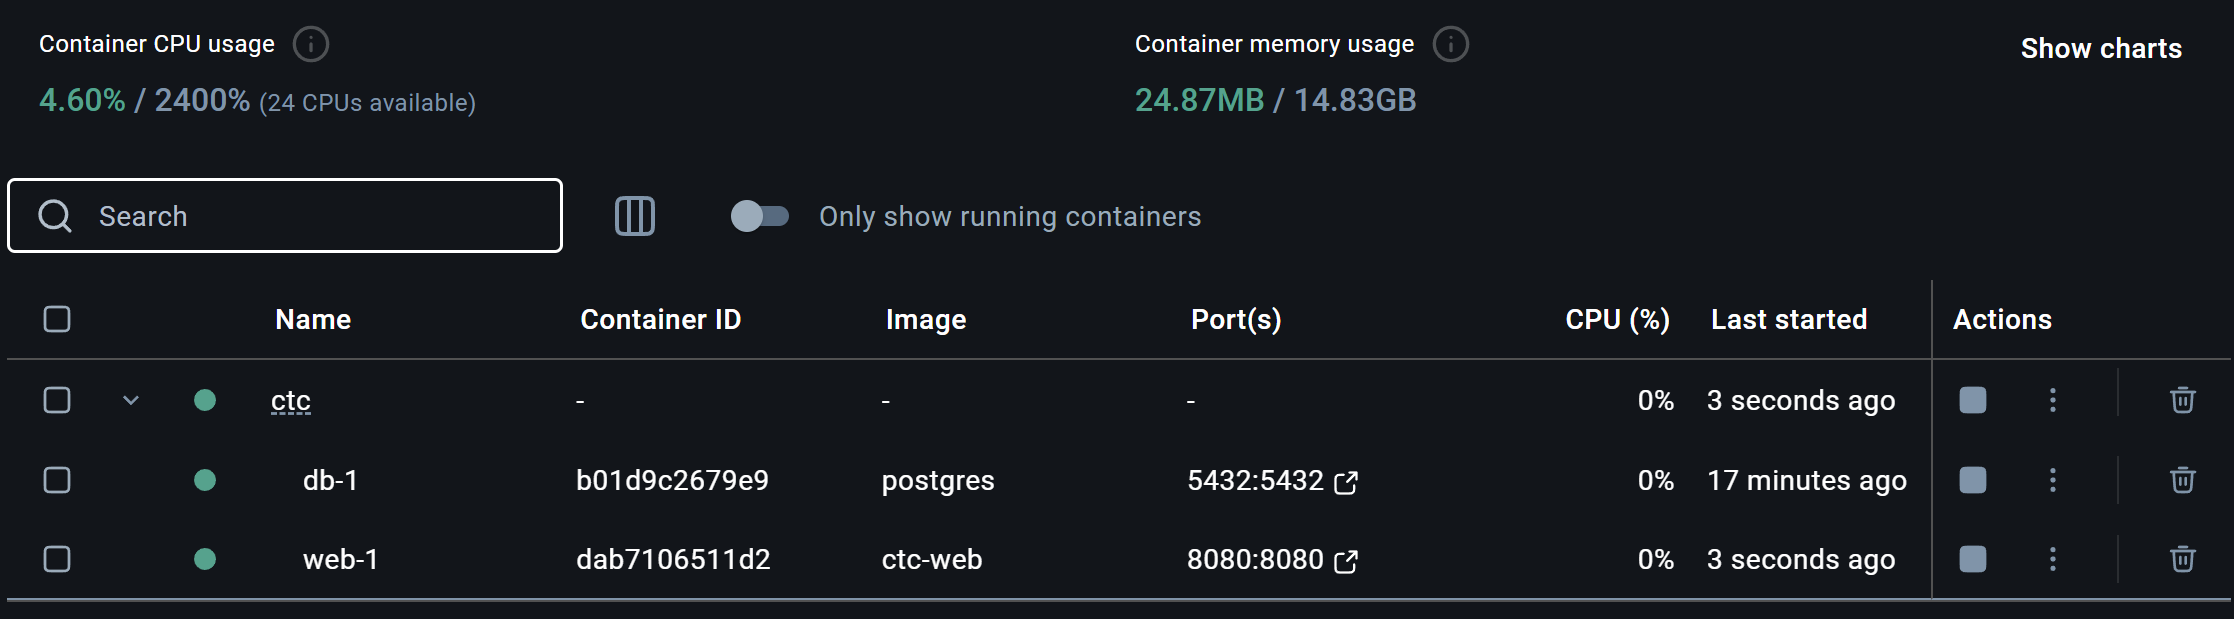 Container CPU usage
Container memory usage
Show charts
4.60% / 2400% (24 CPUs available)
24.87MB / 14.83GB
Search
Only show running containers
Name Container ID Image Port(s) CPU (%) Last started Actions
ctc - - - 0% 3 seconds ago
db-1 b01d9c2679e9 postgres 5432:5432 0% 17 minutes ago
web-1 dab7106511d2 ctc-web 8080:8080 0% 3 seconds ago